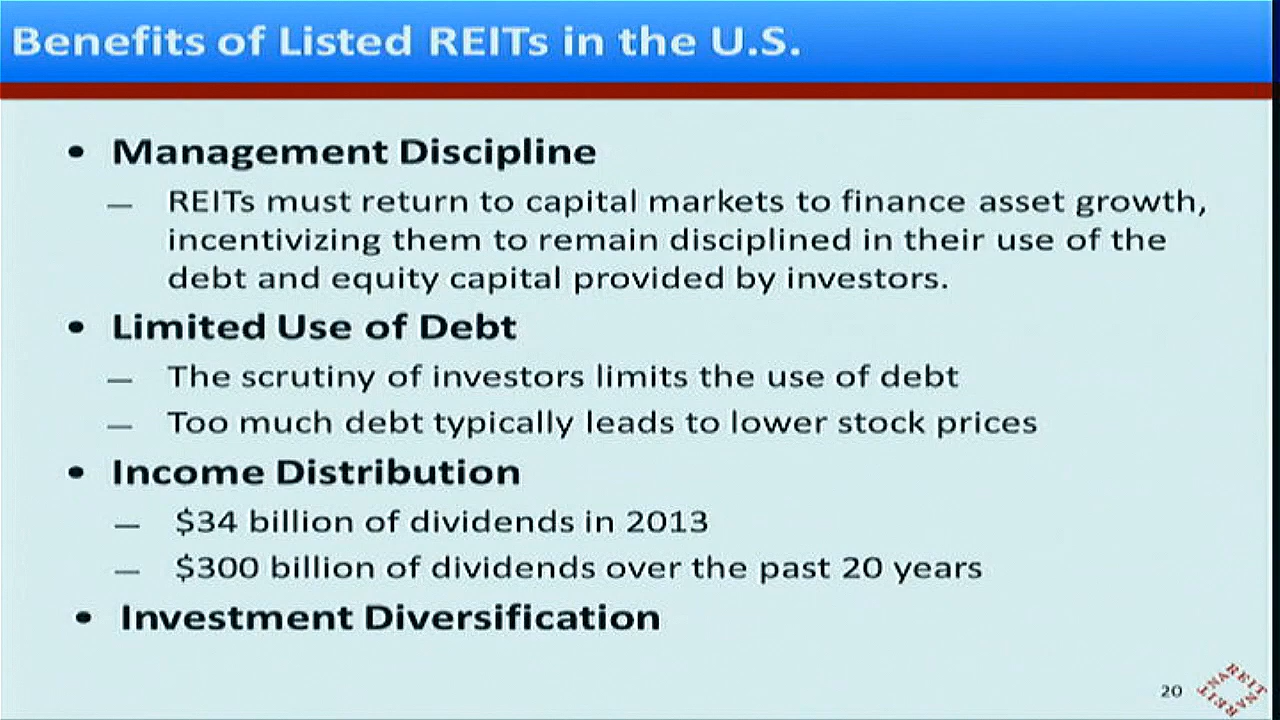 Benefits of Listed REITs in the U.S.
• Management Discipline
— REITs must return to capital markets to finance asset growth,
incentivizing them to remain disciplined in their use of the
debt and equity capital provided by investors.
• Limited Use of Debt
— The scrutiny of investors limits the use of debt
— Too much debt typically leads to lower stock prices
• Income Distribution
— $34 billion of dividends in 2013
— $300 billion of dividends over the past 20 years
• Investment Diversification
20
NAREIT
NAREIT